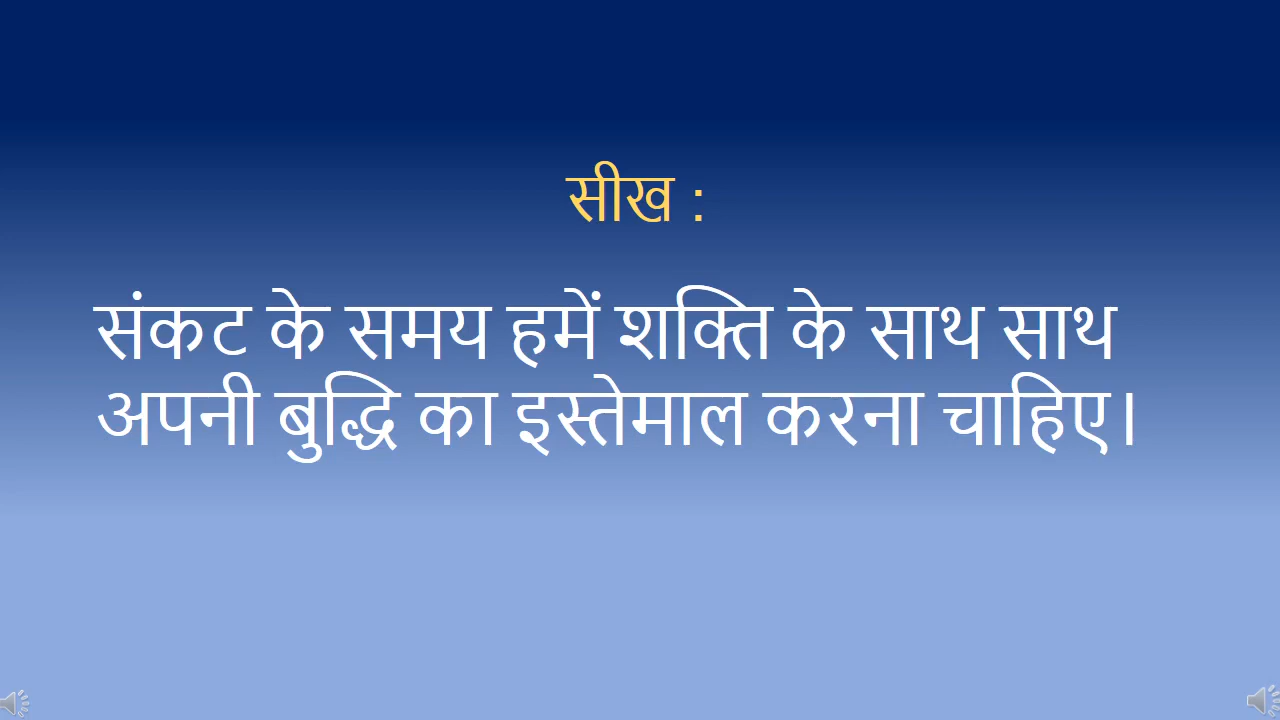 सीख :
संकट के समय हमें शक्ति के साथ साथ
अपनी बुद्धि का इस्तेमाल करना चाहिए।